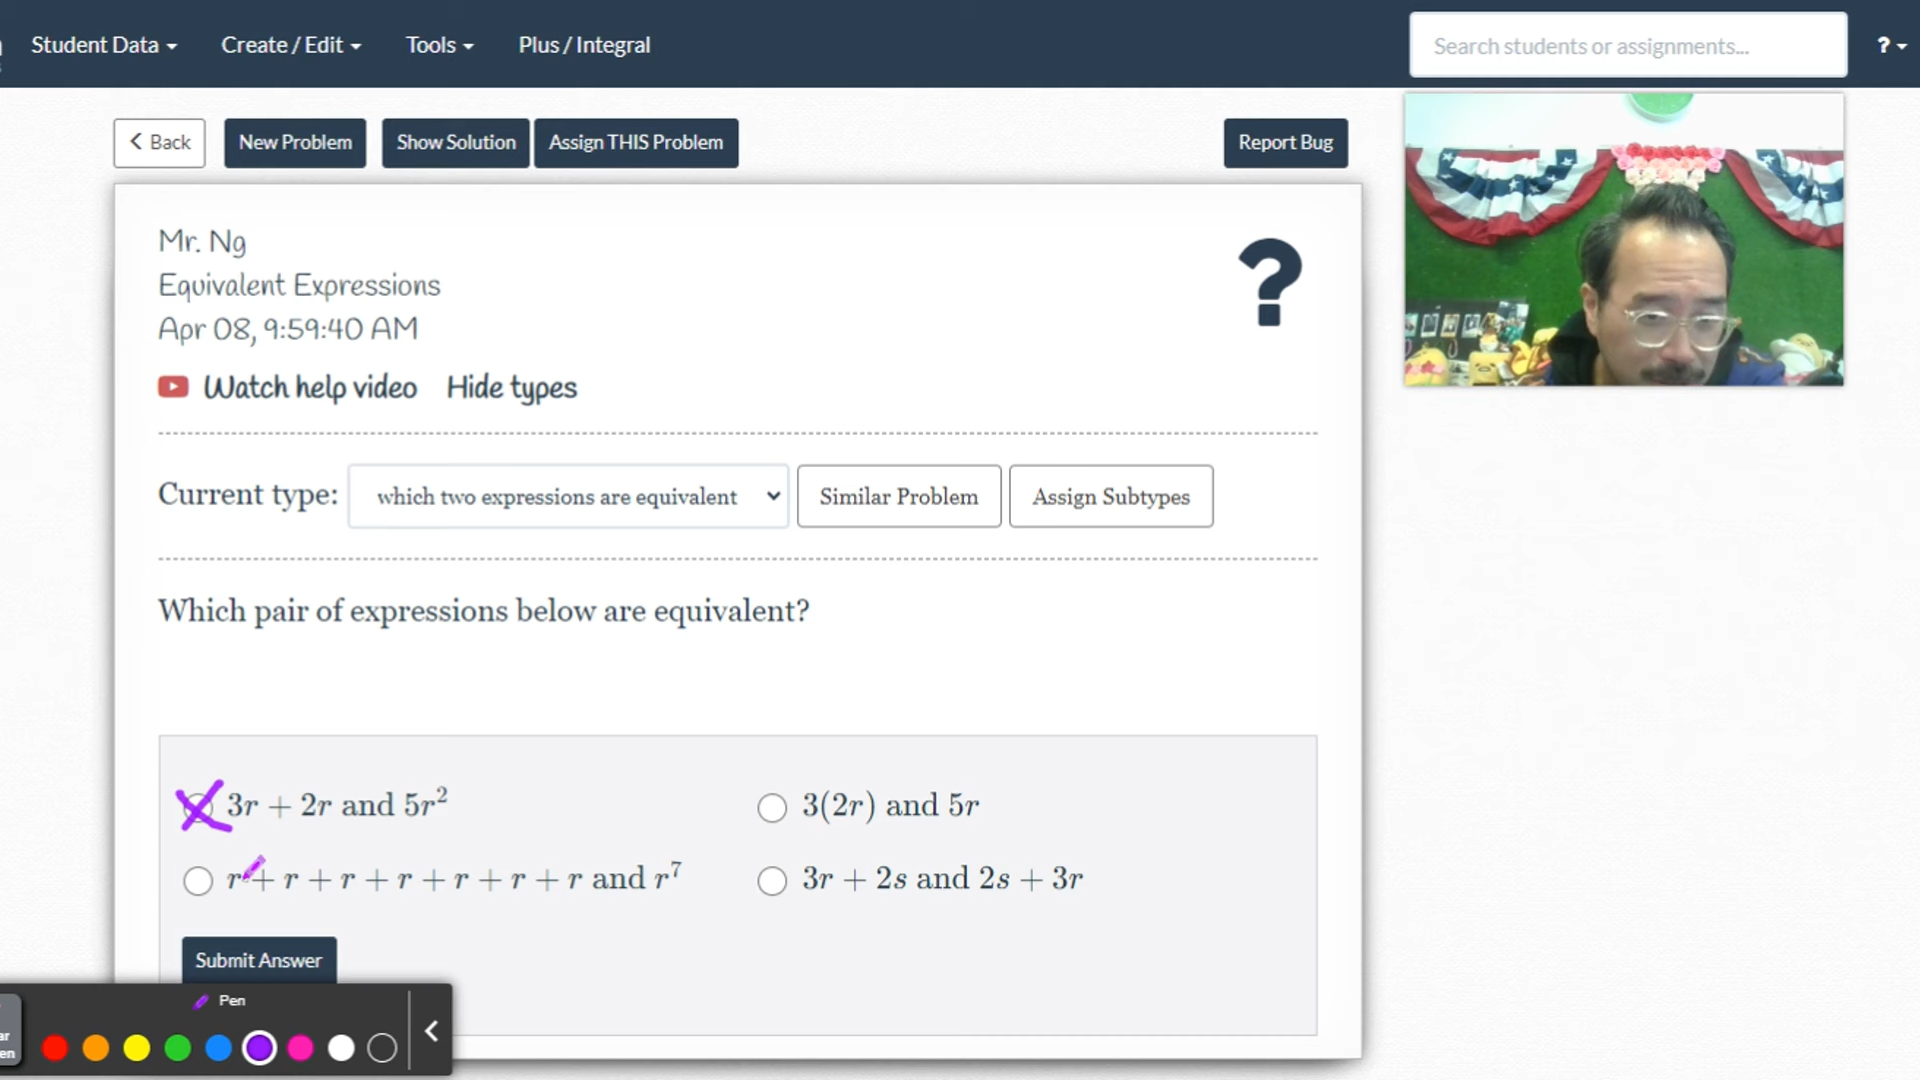 Student Data Create / Edit Tools Plus / Integral Search students or assignments... ?
Back New Problem Show Solution Assign THIS Problem Report Bug
Mr. Ng
Equivalent Expressions
Apr 08, 9:59:40 AM
?
Watch help video Hide types
Current type: which two expressions are equivalent Similar Problem Assign Subtypes
Which pair of expressions below are equivalent?
3r + 2r and 5r² 3(2r) and 5r
r + r + r + r + r + r + r and r⁷ 3r + 2s and 2s + 3r
Submit Answer
Pen